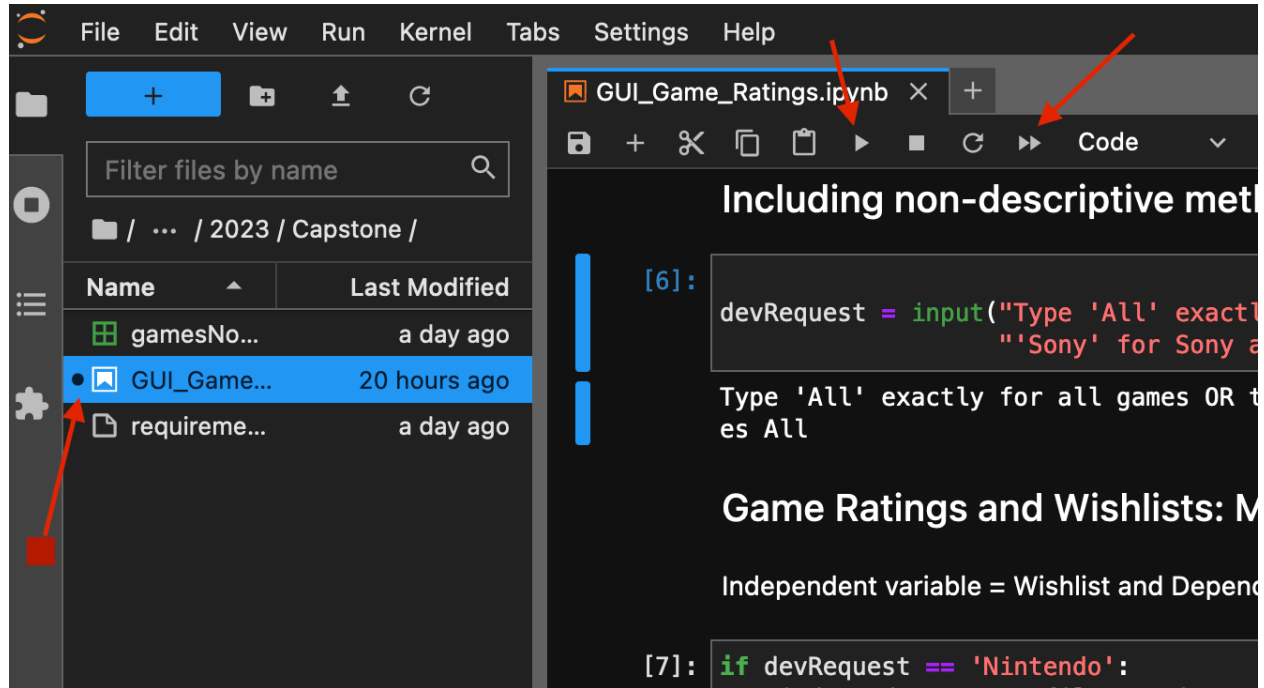 File Edit View Run Kernel Tabs Settings Help
+
Filter files by name
/ ... / 2023 / Capstone /
Name Last Modified
gamesNo... a day ago
GUI_Game... 20 hours ago
requireme... a day ago
GUI_Game_Ratings.ipynb × +
+ Code
Including non-descriptive
[6]:
devRequest = input("Type 'All'
"'Sony' for Sony
Type 'All' exactly for all games OR
es All
Game Ratings and Wishlists:
Independent variable = Wishlist and
[7]: if devRequest == 'Nintendo':